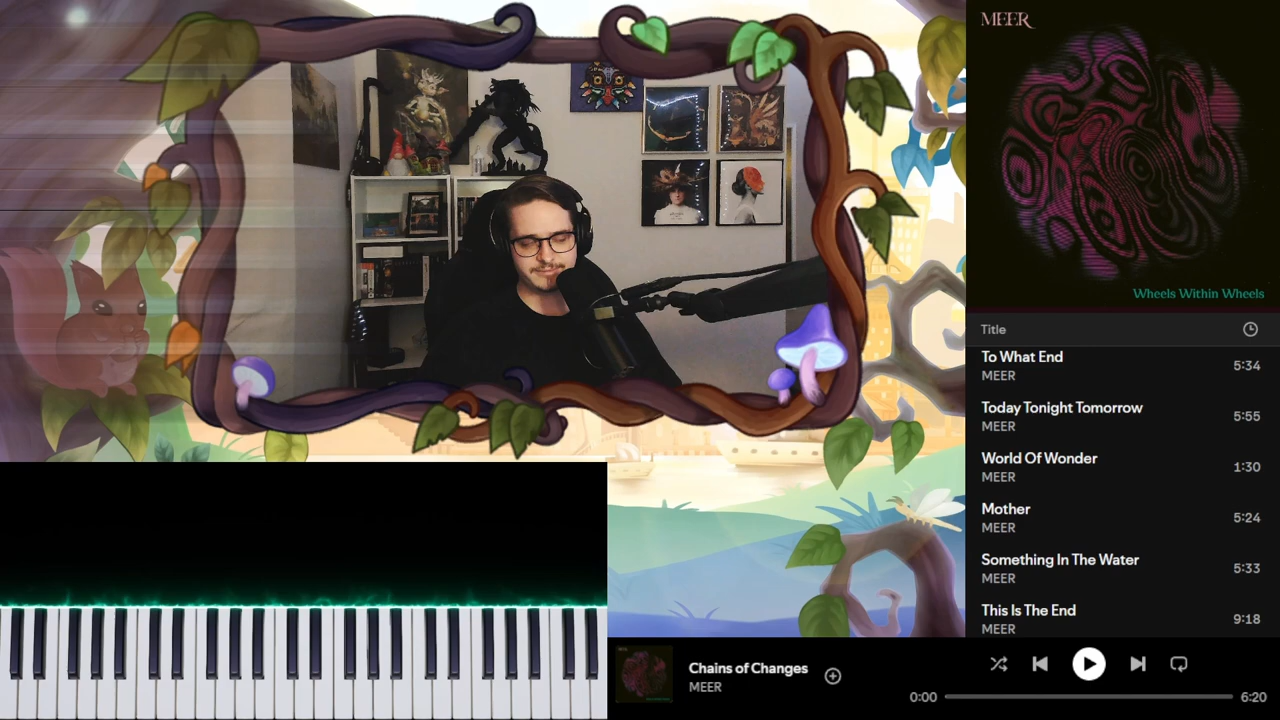 MEER
Wheels Within Wheels
Title
To What End
MEER
5:34
Today Tonight Tomorrow
MEER
5:55
World Of Wonder
MEER
1:30
Mother
MEER
5:24
Something In The Water
MEER
5:33
This Is The End
MEER
9:18
Chains of Changes
MEER
0:00
6:20